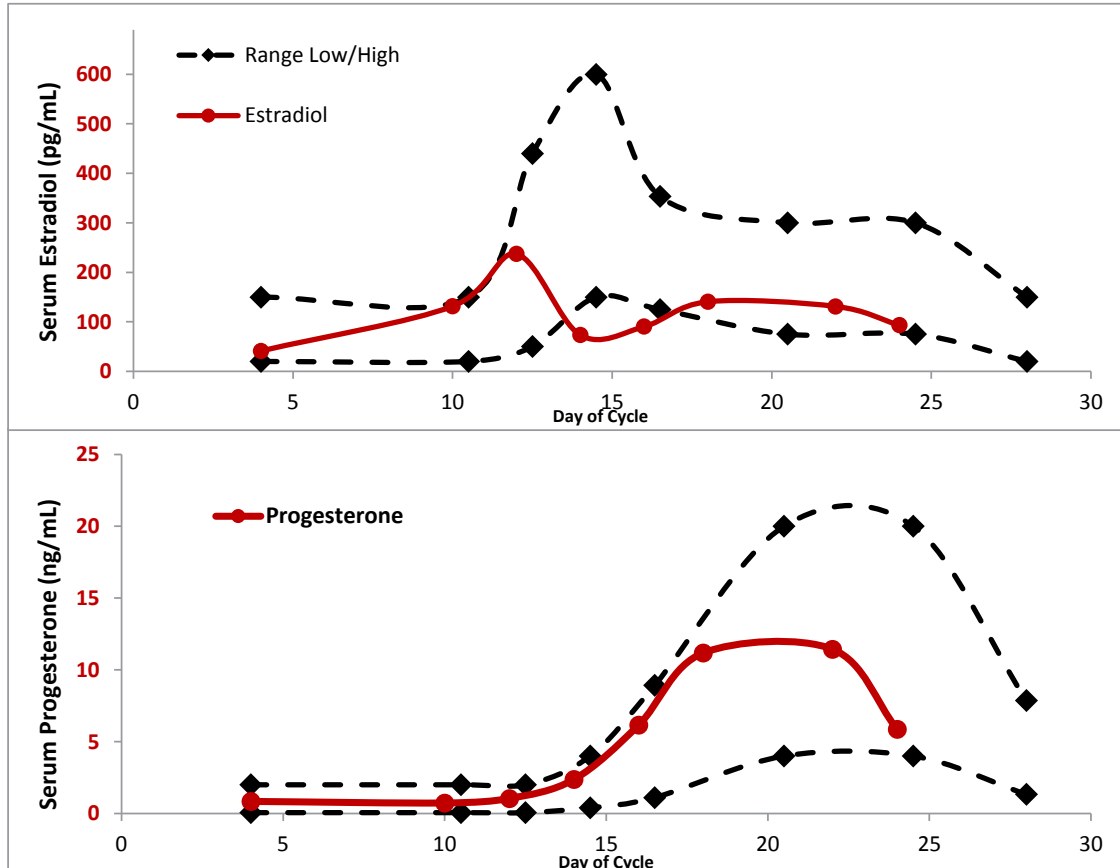 Serum Estradiol (pg/mL)
600
500
400
300
200
100
0
Range Low/High
Estradiol
0 5 10 15 20 25 30
Day of Cycle
Serum Progesterone (ng/mL)
25
20
15
10
5
0
Progesterone
0 5 10 15 20 25 30
Day of Cycle